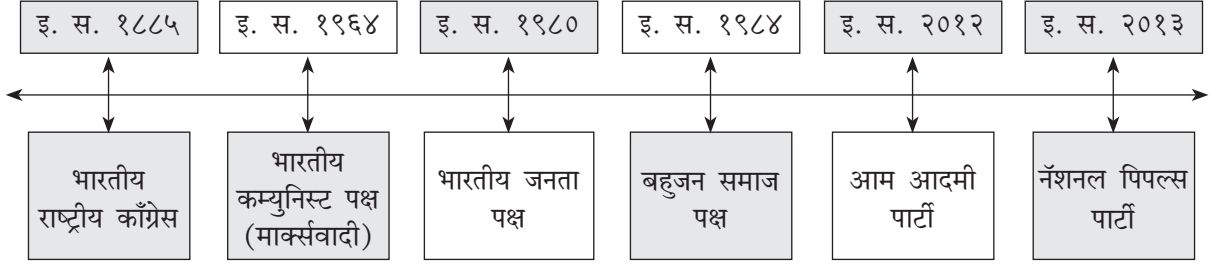 इ. स. १८८५
इ. स. १९६४
इ. स. १९८०
इ. स. १९८४
इ. स. २०१२
इ. स. २०१३
भारतीय
राष्ट्रीय काँग्रेस
भारतीय
कम्युनिस्ट पक्ष
(मार्क्सवादी)
भारतीय जनता
पक्ष
बहुजन समाज
पक्ष
आम आदमी
पार्टी
नॅशनल पिपल्स
पार्टी